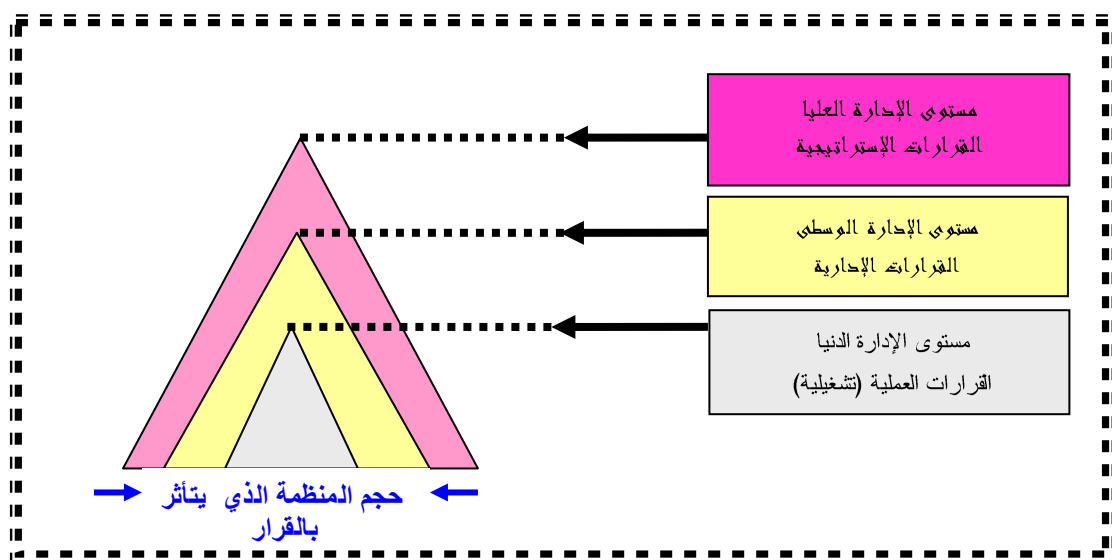 مستوى الإدارة العليا
القرارات الإستراتيجية
مستوى الإدارة الوسطى
القرارات الإدارية
مستوى الإدارة الدنيا
القرارات العملية (تشغيلية)
حجم المنظمة الذي يتأثر
بالقرار